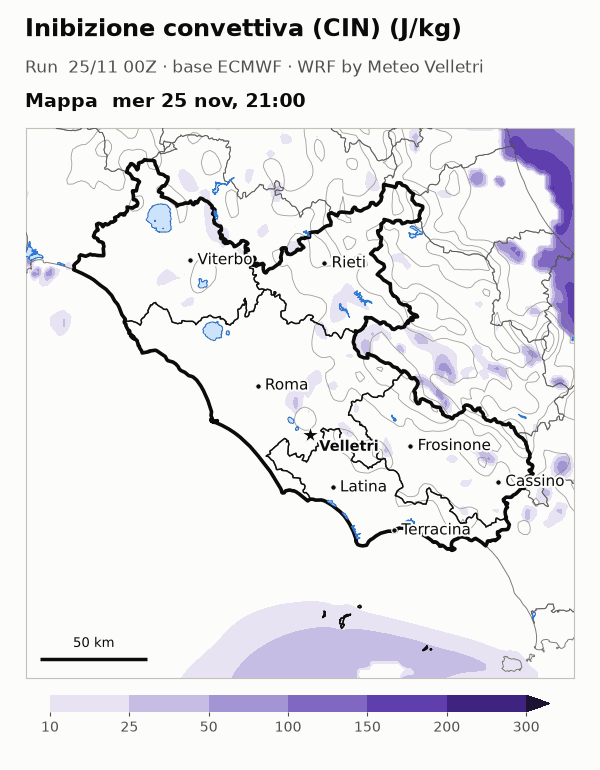 Inibizione convettiva (CIN) (J/kg)
Run  25/11 00Z · base ECMWF · WRF by Meteo Velletri
Mappa  mer 25 nov, 21:00
Viterbo
Rieti
Roma
Velletri
Frosinone
Latina
Cassino
Terracina
50 km
10 25 50 100 150 200 300